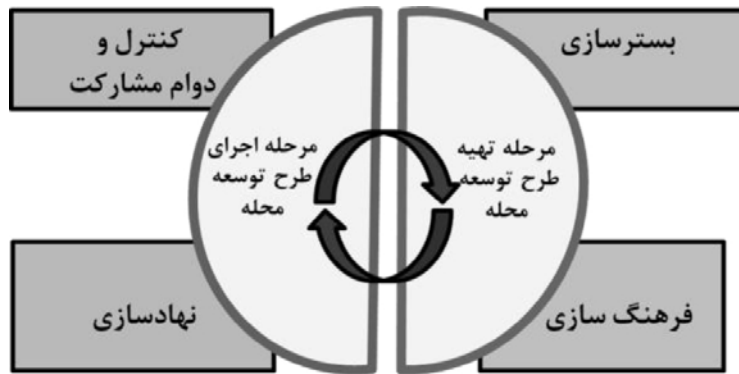 بسترسازی
کنترل و
دوام مشارکت
مرحله تهیه
طرح توسعه
محله
مرحله اجرای
طرح توسعه
محله
فرهنگ سازی
نهادسازی